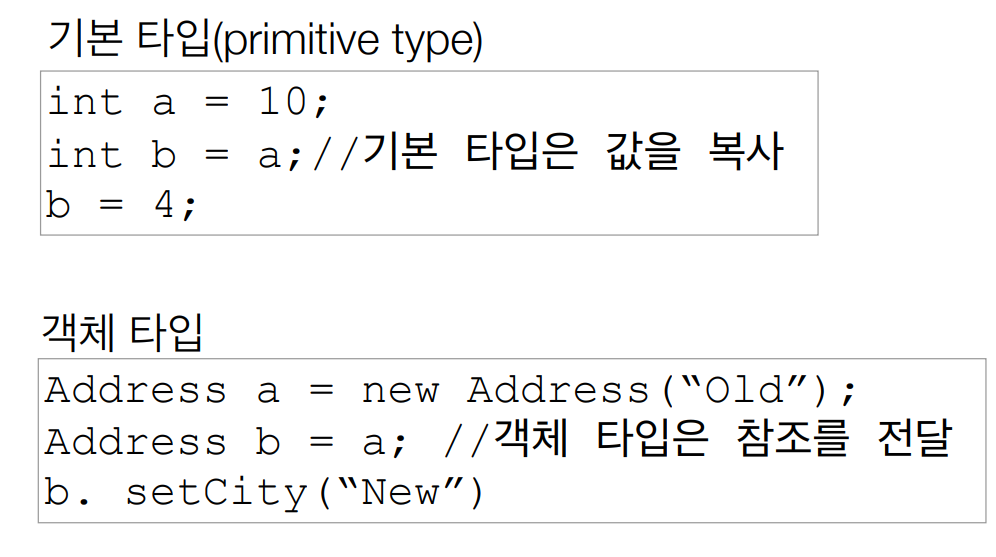 기본 타입(primitive type)
int a = 10;
int b = a;//기본 타입은 값을 복사
b = 4;
객체 타입
Address a = new Address(“Old”);
Address b = a; //객체 타입은 참조를 전달
b. setCity(“New”)